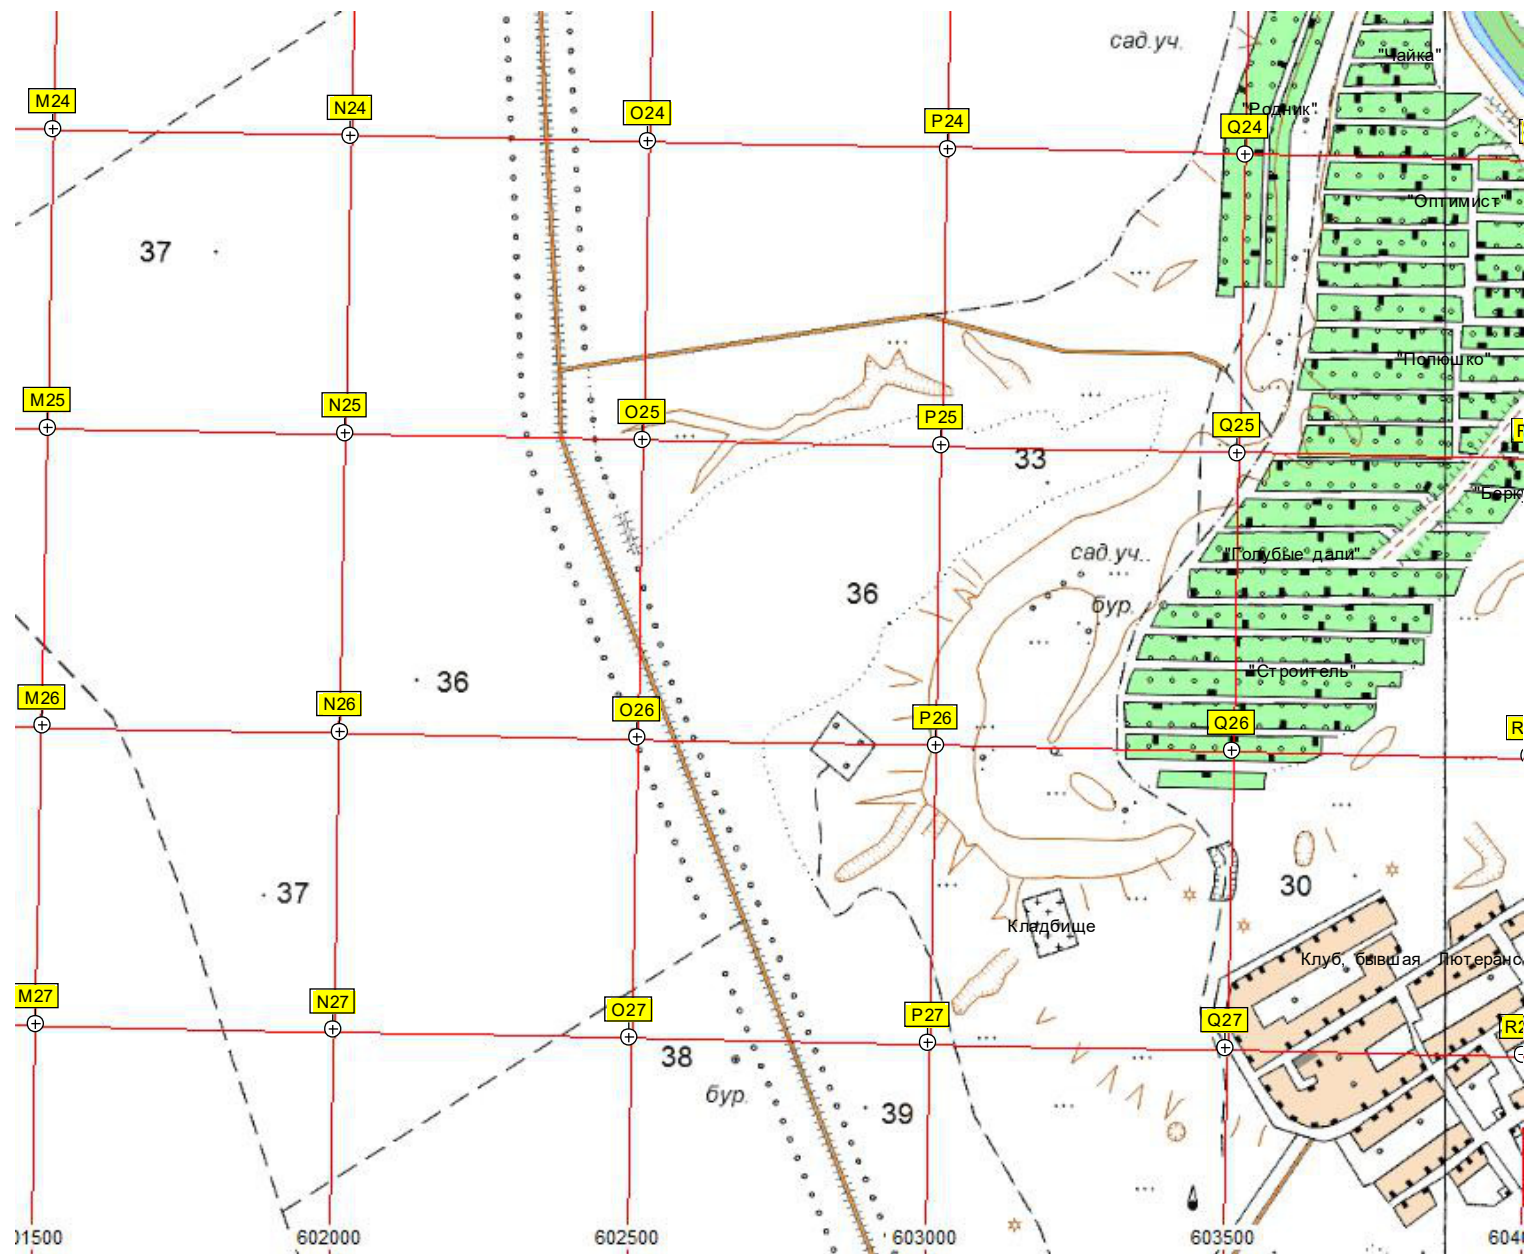 сад.уч.
"Чайка"
M24
N24
O24
P24
"Родник"
Q24
"Оптимист"
37
"Полюшко"
M25
N25
O25
P25
Q25
33
"Голубые дали"
сад.уч.
36
бур.
"Строитель"
36
M26
N26
O26
P26
Q26
37
30
Кладбище
Клуб, бывшая
M27
N27
O27
P27
Q27
38
бур.
39
602000
602500
603000
603500